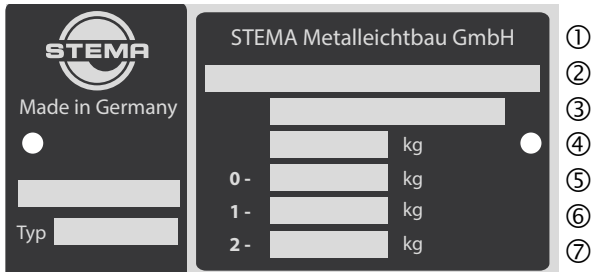 STEMA
Made in Germany
Typ
STEMA Metalleichtbau GmbH ①
②
③
kg ④
0 - kg ⑤
1 - kg ⑥
2 - kg ⑦